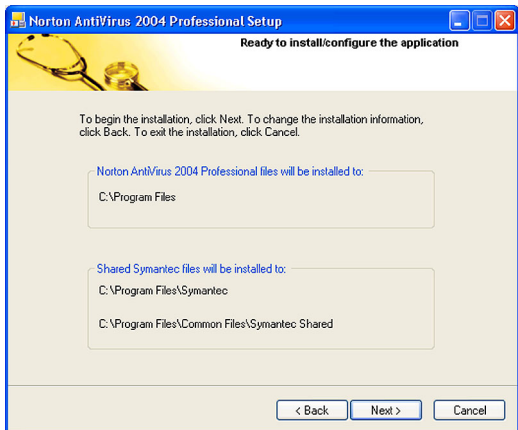 Norton AntiVirus 2004 Professional Setup
Ready to install/configure the application
To begin the installation, click Next. To change the installation information,
click Back. To exit the installation, click Cancel.
Norton AntiVirus 2004 Professional files will be installed to:
C:\Program Files
Shared Symantec files will be installed to:
C:\Program Files\Symantec
C:\Program Files\Common Files\Symantec Shared
< Back Next > Cancel